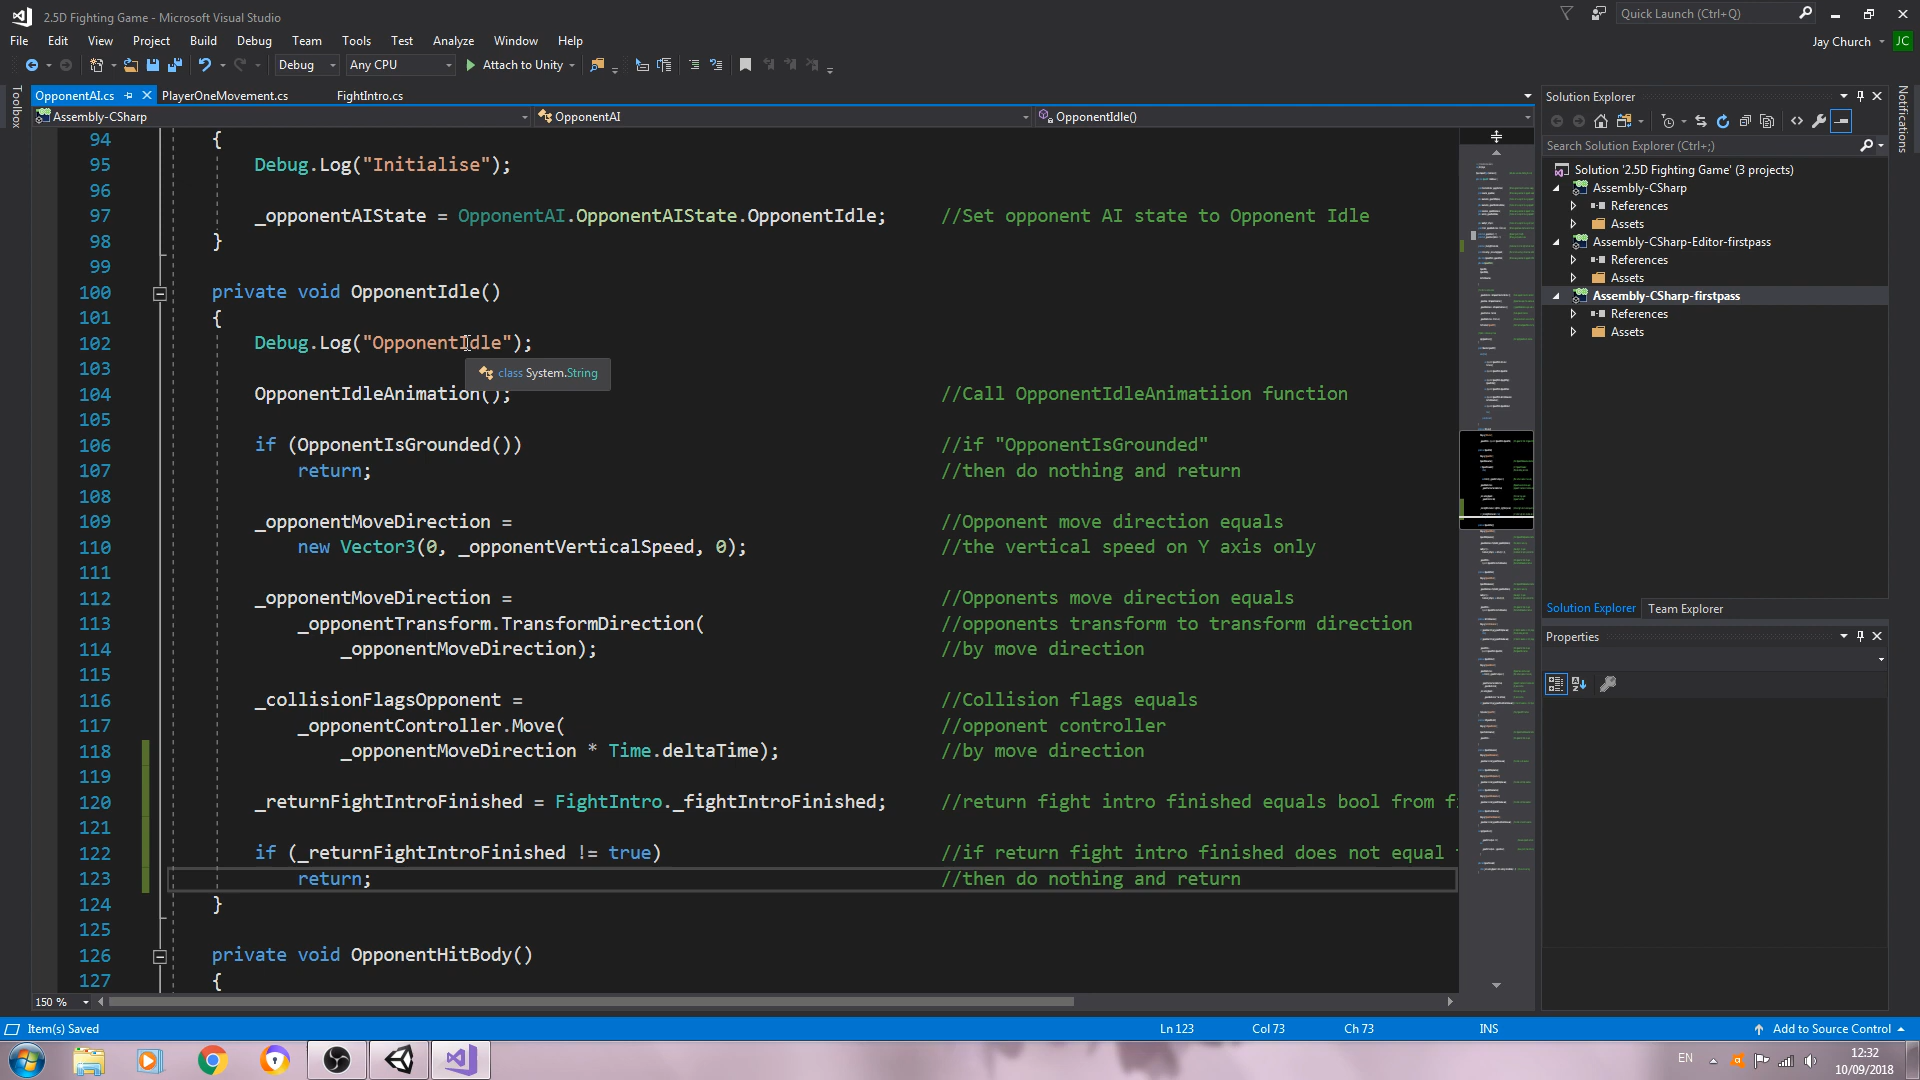 2.5D Fighting Game - Microsoft Visual Studio
Quick Launch (Ctrl+Q)
File Edit View Project Build Debug Team Tools Test Analyze Window Help
Jay Church JC
Debug Any CPU Attach to Unity
Toolbox
OpponentAI.cs PlayerOneMovement.cs FightIntro.cs
Assembly-CSharp OpponentAI OpponentIdle()
94 {
95 Debug.Log("Initialise");
96
97 _opponentAIState = OpponentAI.OpponentAIState.OpponentIdle; //Set opponent AI state to Opponent Idle
98 }
99
100 private void OpponentIdle()
101 {
102 Debug.Log("OpponentIdle");
103
class System.String
104 OpponentIdleAnimation(); //Call OpponentIdleAnimatiion function
105
106 if (OpponentIsGrounded()) //if "OpponentIsGrounded"
107 return; //then do nothing and return
108
109 _opponentMoveDirection = //Opponent move direction equals
110 new Vector3(0, _opponentVerticalSpeed, 0); //the vertical speed on Y axis only
111
112 _opponentMoveDirection = //Opponents move direction equals
113 _opponentTransform.TransformDirection( //opponents transform to transform direction
114 _opponentMoveDirection); //by move direction
115
116 _collisionFlagsOpponent = //Collision flags equals
117 _opponentController.Move( //opponent controller
118 _opponentMoveDirection * Time.deltaTime); //by move direction
119
120 _returnFightIntroFinished = FightIntro._fightIntroFinished; //return fight intro finished equals bool from
121
122 if (_returnFightIntroFinished != true) //if return fight intro finished does not equal
123 return; //then do nothing and return
124 }
125
126 private void OpponentHitBody()
127 {
150 %
Solution Explorer
Search Solution Explorer (Ctrl+;)
Solution '2.5D Fighting Game' (3 projects)
Assembly-CSharp
References
Assets
Assembly-CSharp-Editor-firstpass
References
Assets
Assembly-CSharp-firstpass
References
Assets
Solution Explorer Team Explorer
Properties
Notifications
Item(s) Saved Ln 123 Col 73 Ch 73 INS Add to Source Control
EN
12:32
10/09/2018